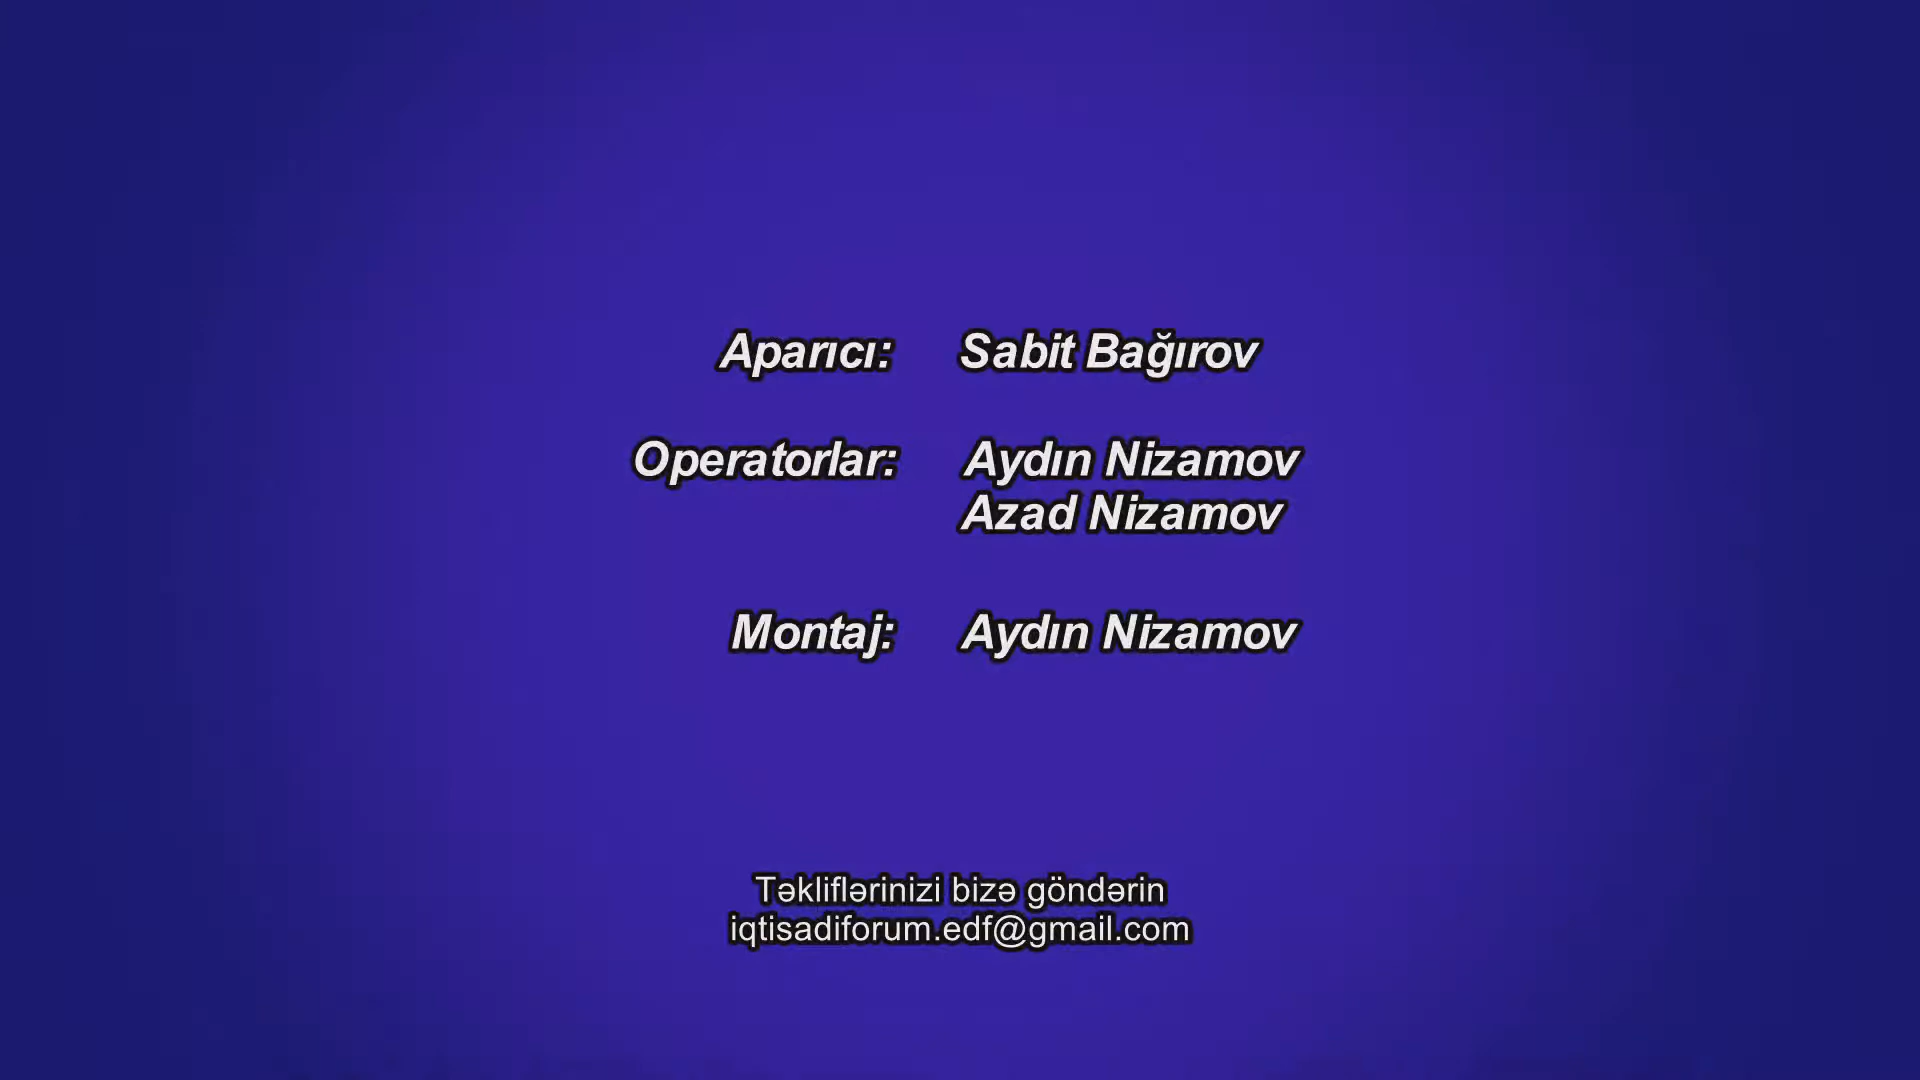 Aparıcı: Sabit Bağırov
Operatorlar: Aydın Nizamov
Azad Nizamov
Montaj: Aydın Nizamov
Təkliflərinizi bizə göndərin
iqtisadiforum.edf@gmail.com